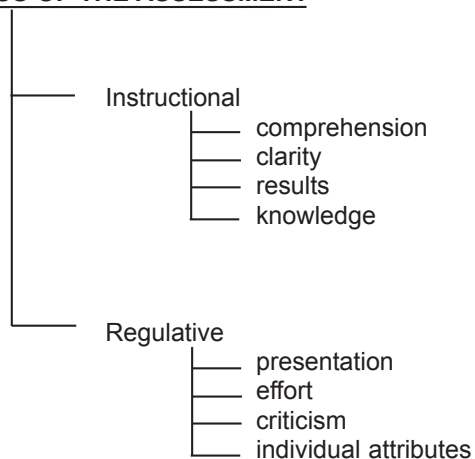 OF THE ASSESSMENT
Instructional
comprehension
clarity
results
knowledge
Regulative
presentation
effort
criticism
individual attributes